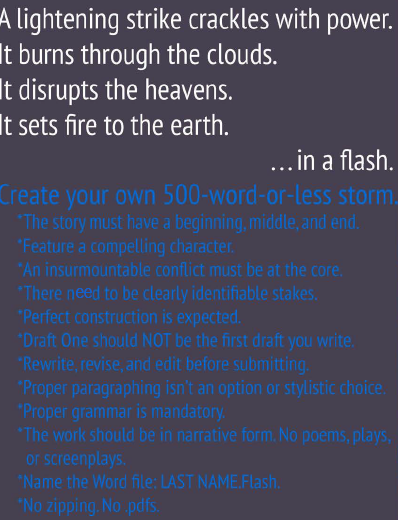 A lightening strike crackles with power.
It burns through the clouds.
It disrupts the heavens.
It sets fire to the earth.
...in a flash.
Create your own 500-word-or-less storm.
*The story must have a beginning, middle, and end.
*Feature a compelling character.
*An insurmountable conflict must be at the core.
*There need to be clearly identifiable stakes.
*Perfect construction is expected.
*Draft One should NOT be the first draft you write.
*Rewrite, revise, and edit before submitting.
*Proper paragraphing isn't an option or stylistic choice.
*Proper grammar is mandatory.
*The work should be in narrative form. No poems, plays,
or screenplays.
*Name the Word file: LAST NAME.Flash.
*No zipping. No .pdfs.